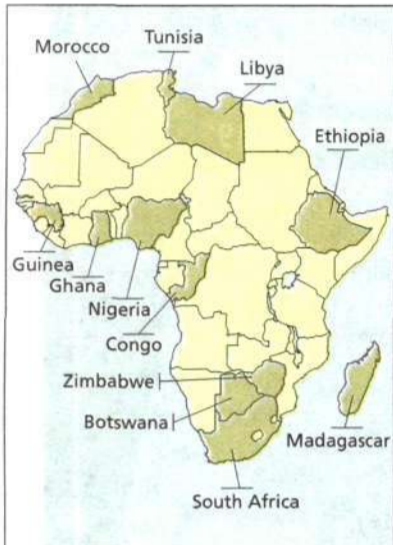 Tunisia
Morocco
Libya
Ethiopia
Guinea
Ghana
Nigeria
Congo
Zimbabwe
Botswana
Madagascar
South Africa